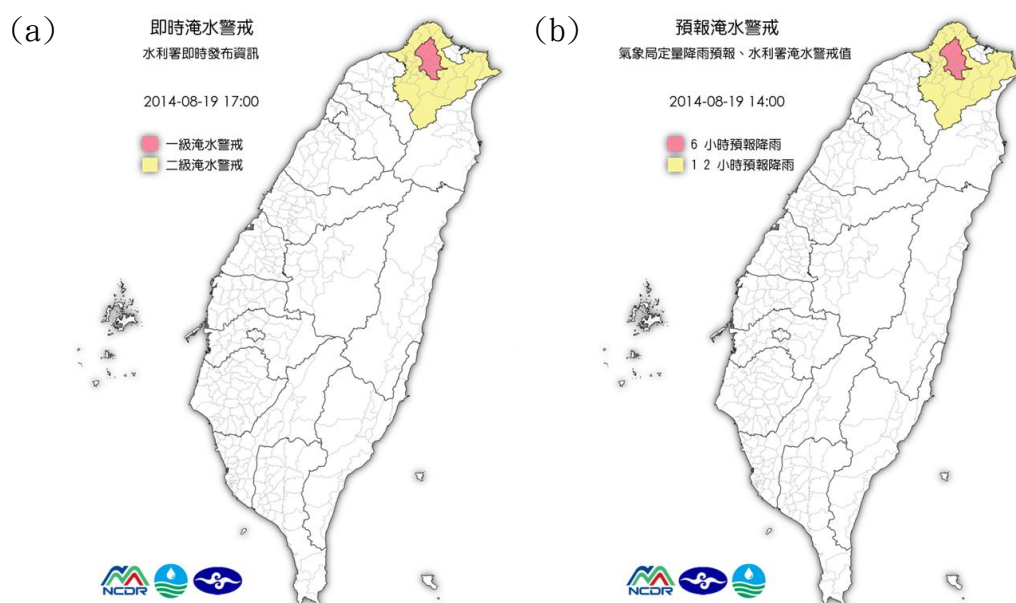 (a)
即時淹水警戒
水利署即時發布資訊
2014-08-19 17:00
一級淹水警戒
二級淹水警戒
NCDR
(b)
預報淹水警戒
氣象局定量降雨預報、水利署淹水警戒值
2014-08-19 14:00
6 小時預報降雨
1 2 小時預報降雨
NCDR